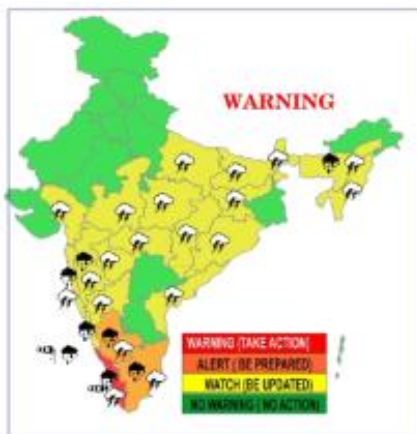 WARNING
WARNING (TAKE ACTION)
ALERT ( BE PREPARED)
WATCH (BE UPDATED)
NO WARNING ( NO ACTION)